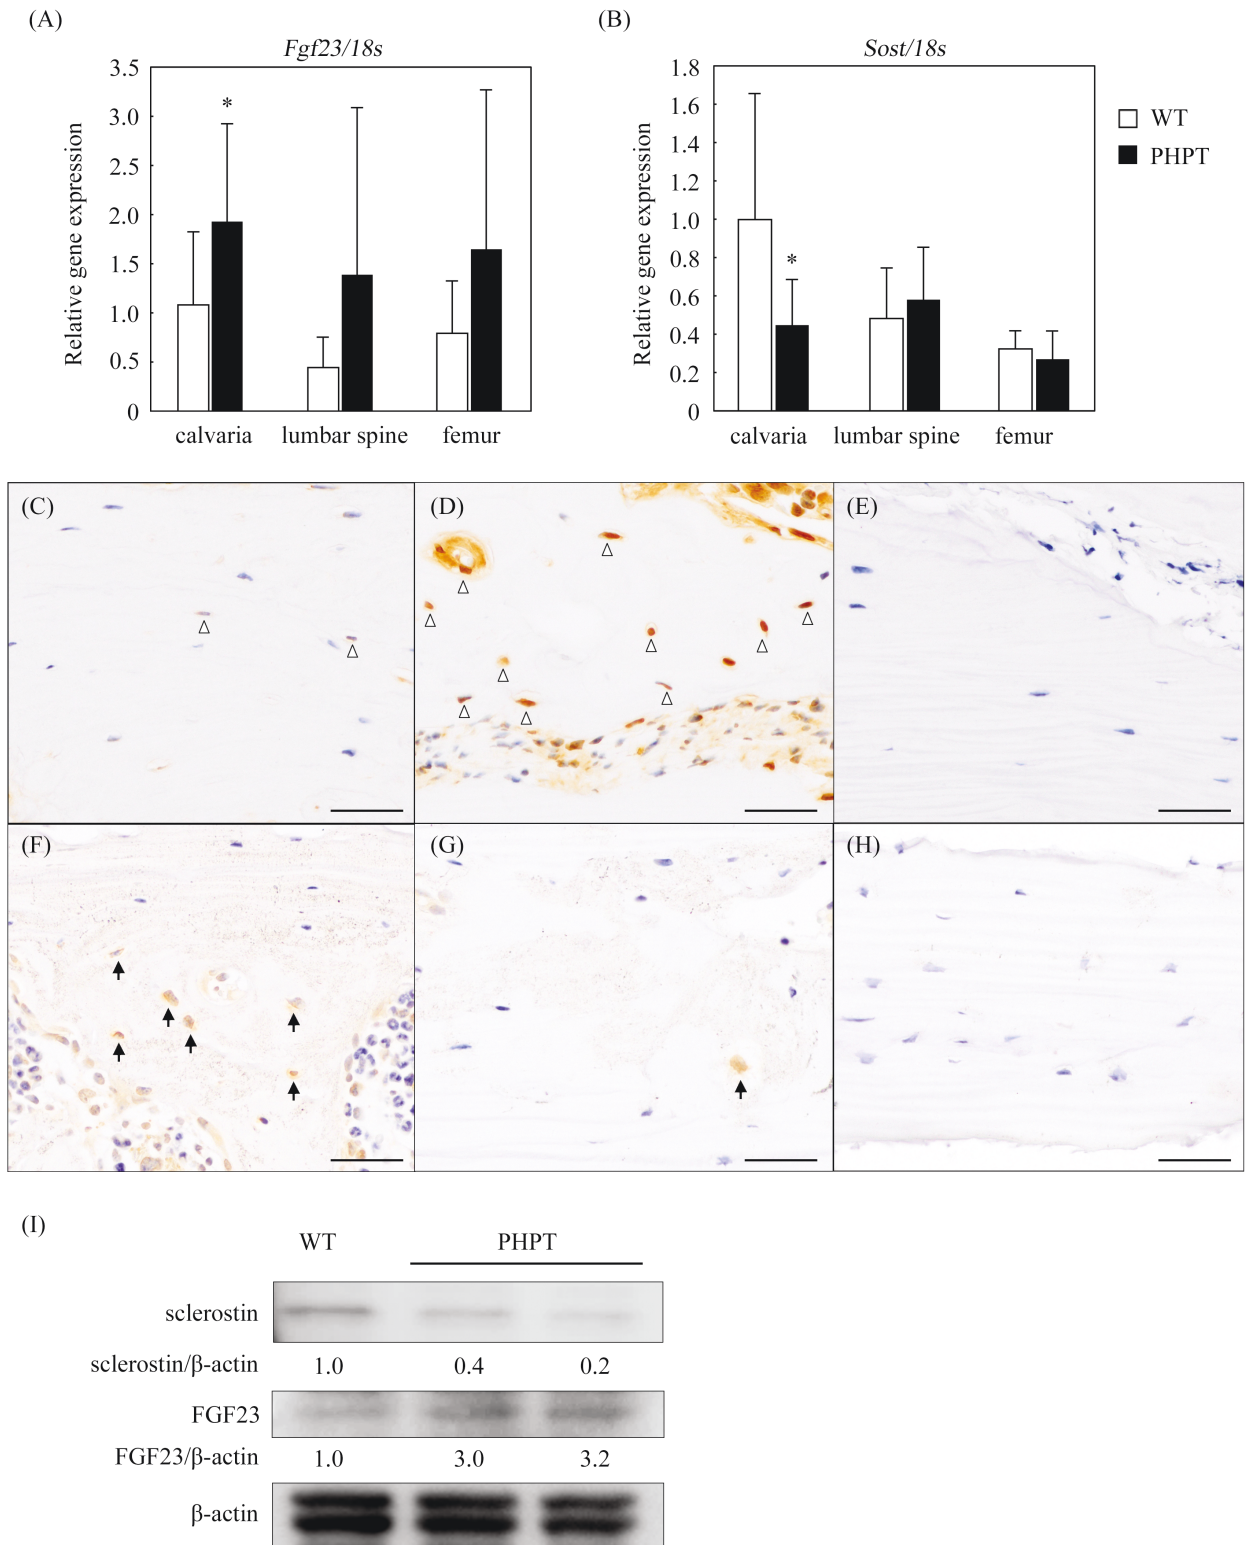 (A)
Fgf23/18s
3.5
3.0
2.5
2.0
1.5
1.0
0.5
0
Relative gene expression
*
calvaria lumbar spine femur
(B)
Sost/18s
1.8
1.6
1.4
1.2
1.0
0.8
0.6
0.4
0.2
0
Relative gene expression
*
calvaria lumbar spine femur
WT
PHPT
(C)
(D)
(E)
(F)
(G)
(H)
(I)
WT PHPT
sclerostin
sclerostin/β-actin 1.0 0.4 0.2
FGF23
FGF23/β-actin 1.0 3.0 3.2
β-actin